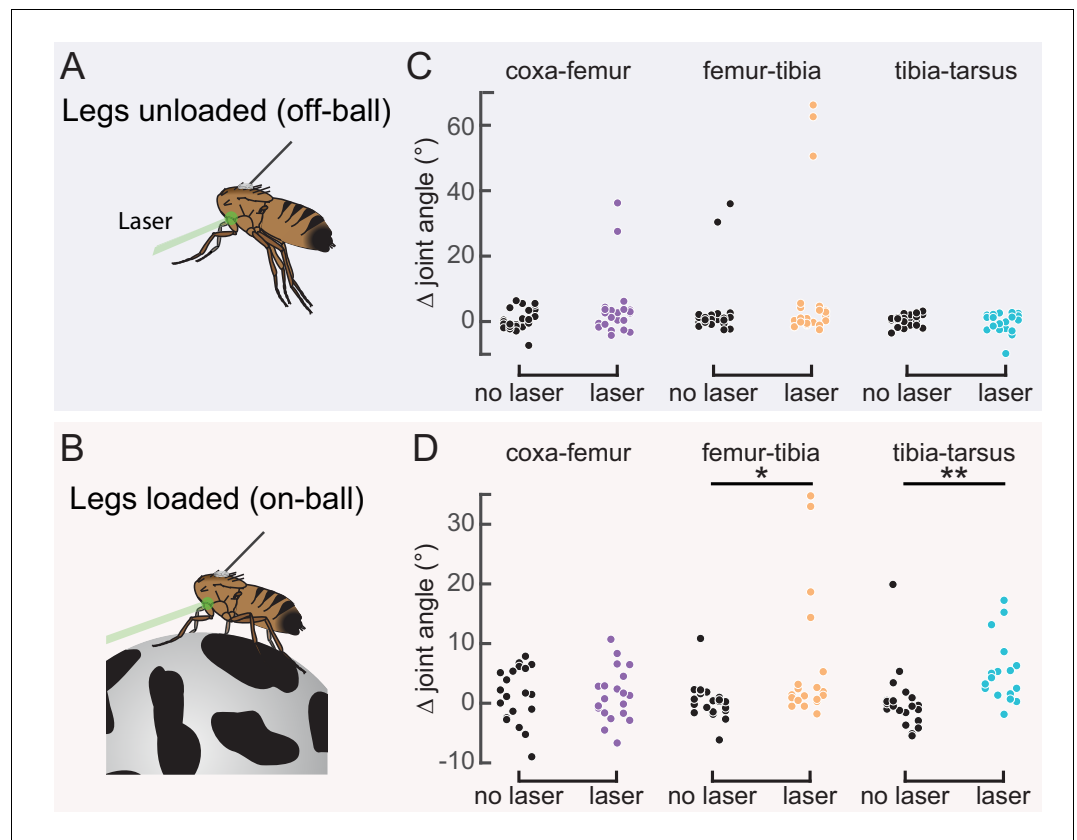 A
Legs unloaded (off-ball)
Laser
C
coxa-femur femur-tibia tibia-tarsus
Δ joint angle (°)
60
40
20
0
no laser laser no laser laser no laser laser
B
Legs loaded (on-ball)
D
coxa-femur femur-tibia tibia-tarsus
* **
Δ joint angle (°)
30
20
10
0
-10
no laser laser no laser laser no laser laser